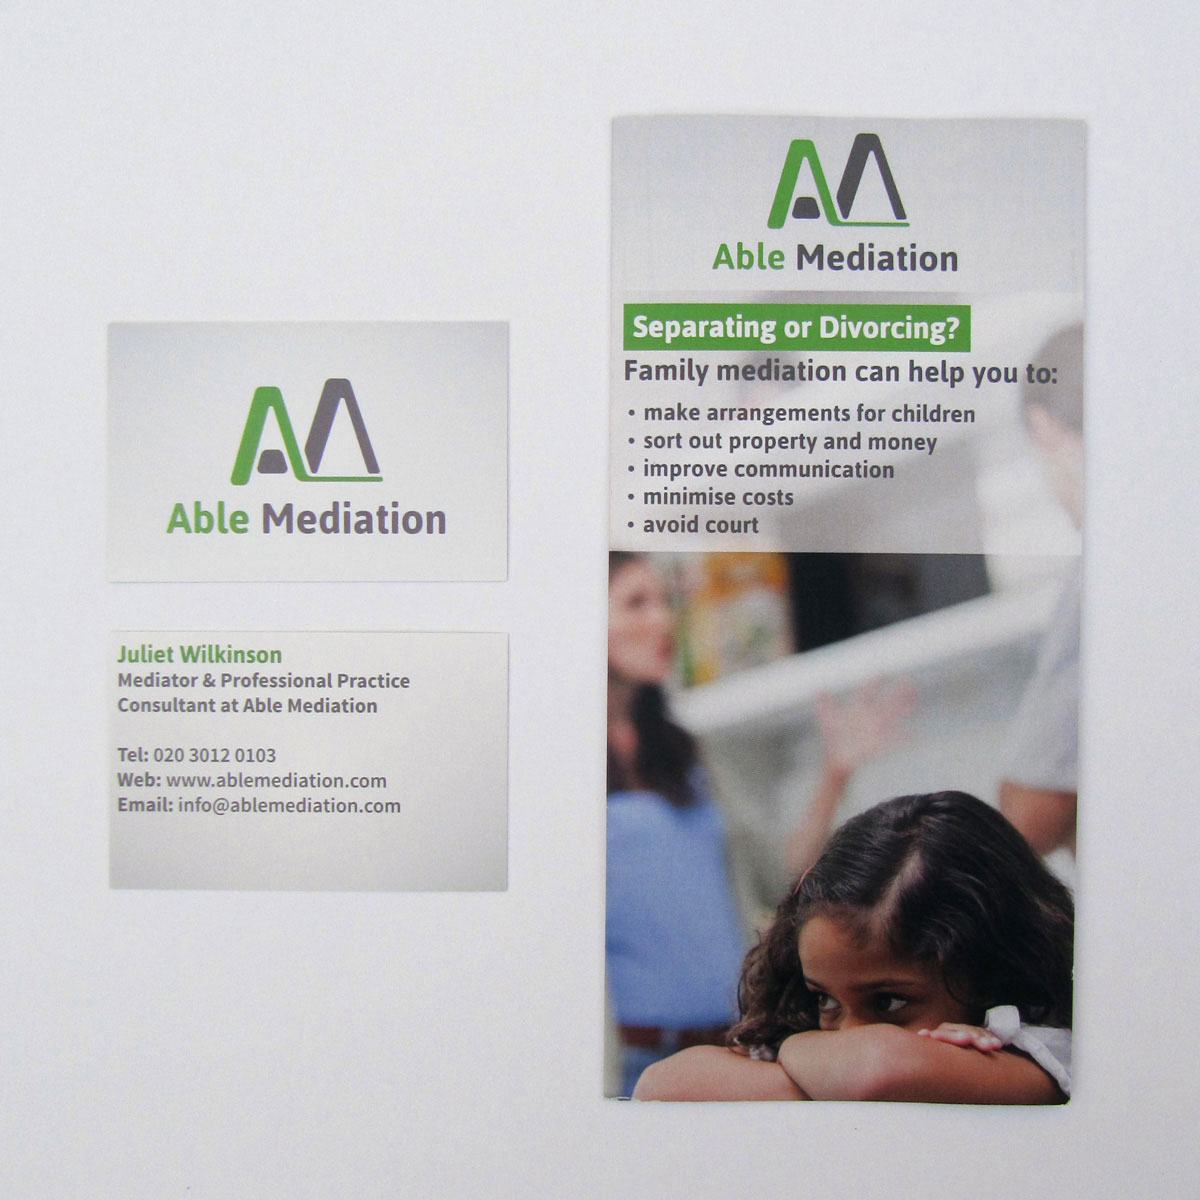 Able Mediation
Juliet Wilkinson
Mediator & Professional Practice
Consultant at Able Mediation
Tel: 020 3012 0103
Web: www.ablemediation.com
Email: info@ablemediation.com
Able Mediation
Separating or Divorcing?
Family mediation can help you to:
• make arrangements for children
• sort out property and money
• improve communication
• minimise costs
• avoid court